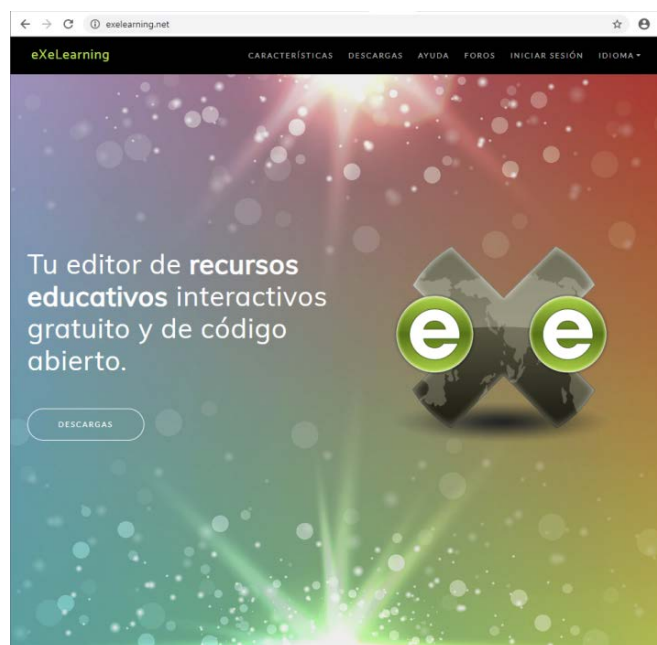 exelearning.net
eXeLearning
CARACTERÍSTICAS DESCARGAS AYUDA FOROS INICIAR SESIÓN IDIOMA
Tu editor de recursos
educativos interactivos
gratuito y de código
abierto.
e e
DESCARGAS